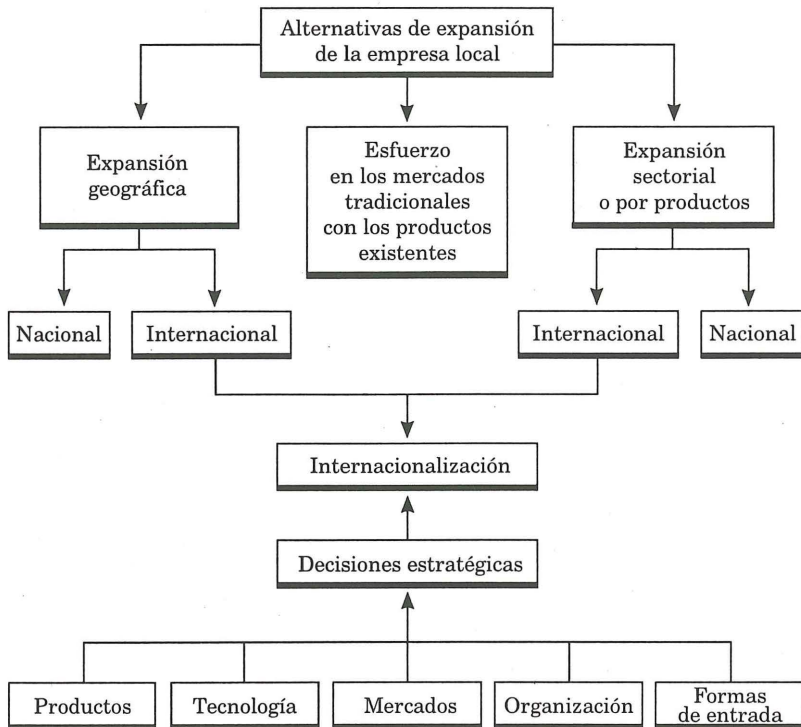 Alternativas de expansión
de la empresa local
Expansión
geográfica
Esfuerzo
en los mercados
tradicionales
con los productos
existentes
Expansión
sectorial
o por productos
Nacional
Internacional
Internacional
Nacional
Internacionalización
Decisiones estratégicas
Productos
Tecnología
Mercados
Organización
Formas
de entrada